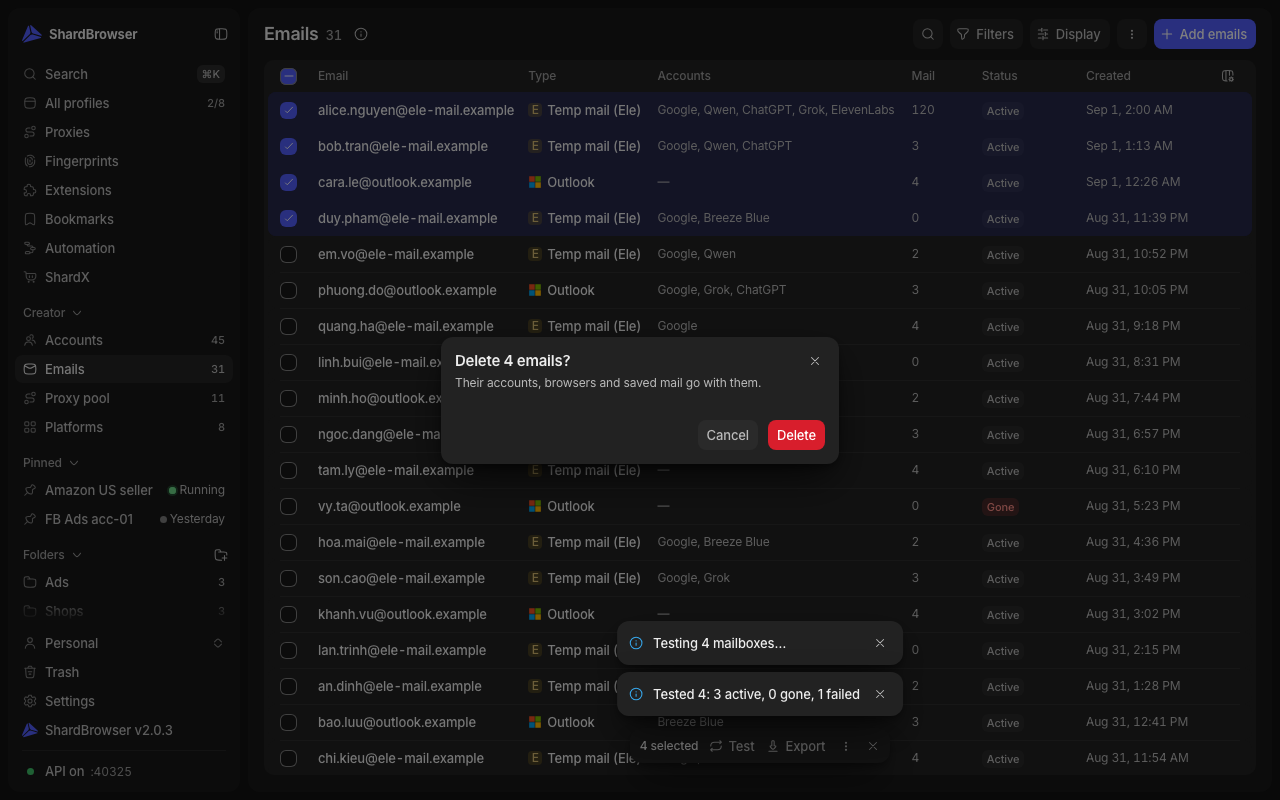 ShardBrowser
Search ⌘K
All profiles 2/8
Proxies
Fingerprints
Extensions
Bookmarks
Automation
ShardX
Creator
Accounts 45
Emails 31
Proxy pool 11
Platforms 8
Pinned
Amazon US seller Running
FB Ads acc-01 Yesterday
Folders
Ads 3
Shops 3
Personal
Trash
Settings
ShardBrowser v2.0.3
API on :40325
Emails 31
Filters
Display
Add emails
Email Type Accounts Mail Status Created
alice.nguyen@ele-mail.example E Temp mail (Ele) Google, Qwen, ChatGPT, Grok, ElevenLabs 120 Active Sep 1, 2:00 AM
bob.tran@ele-mail.example E Temp mail (Ele) Google, Qwen, ChatGPT 3 Active Sep 1, 1:13 AM
cara.le@outlook.example Outlook — 4 Active Sep 1, 12:26 AM
duy.pham@ele-mail.example E Temp mail (Ele) Google, Breeze Blue 0 Active Aug 31, 11:39 PM
em.vo@ele-mail.example E Temp mail (Ele) Google, Qwen 2 Active Aug 31, 10:52 PM
phuong.do@outlook.example Outlook Google, Grok, ChatGPT 3 Active Aug 31, 10:05 PM
quang.ha@ele-mail.example E Temp mail (Ele) Google 4 Active Aug 31, 9:18 PM
linh.bui@ele-m 0 Active Aug 31, 8:31 PM
minh.ho@outlook.ex 2 Active Aug 31, 7:44 PM
ngoc.dang@ele-ma 3 Active Aug 31, 6:57 PM
tam.ly@ele-mail.example E Temp mail (Ele) — 4 Active Aug 31, 6:10 PM
vy.ta@outlook.example Outlook — 0 Gone Aug 31, 5:23 PM
hoa.mai@ele-mail.example E Temp mail (Ele) Google, Breeze Blue 2 Active Aug 31, 4:36 PM
son.cao@ele-mail.example E Temp mail (Ele) Google, Grok 3 Active Aug 31, 3:49 PM
khanh.vu@outlook.example Outlook — 4 Active Aug 31, 3:02 PM
lan.trinh@ele-mail.example E Temp mail 0 Active Aug 31, 2:15 PM
an.dinh@ele-mail.example E Temp mail 2 Active Aug 31, 1:28 PM
bao.luu@outlook.example Outlook Breeze Blue 3 Active Aug 31, 12:41 PM
chi.kieu@ele-mail.example E Temp mail (Ele) 4 Active Aug 31, 11:54 AM
Delete 4 emails?
Their accounts, browsers and saved mail go with them.
Cancel
Delete
Testing 4 mailboxes…
Tested 4: 3 active, 0 gone, 1 failed
4 selected Test Export